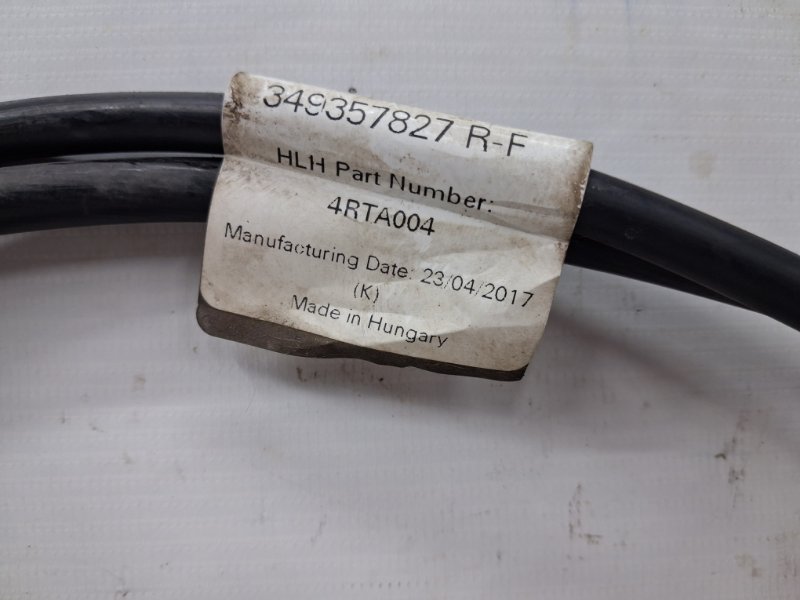 349357827 R-F
HLH Part Number:
4RTA004
Manufacturing Date: 23/04/2017
(K)
Made in Hungary